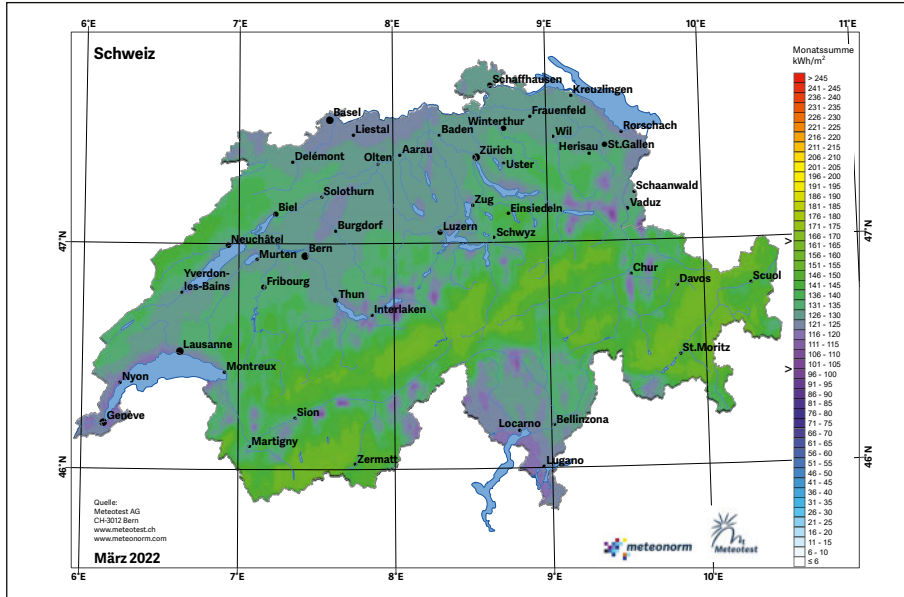 6°E
7°E
8°E
9°E
10°E
11°E
Schweiz
Monatssumme
kWh/m²
> 245
241 - 245
236 - 240
231 - 235
226 - 230
221 - 225
216 - 220
211 - 215
206 - 210
201 - 205
196 - 200
191 - 195
186 - 190
181 - 185
176 - 180
171 - 175
166 - 170
161 - 165
156 - 160
151 - 155
146 - 150
141 - 145
136 - 140
131 - 135
126 - 130
121 - 125
116 - 120
111 - 115
106 - 110
101 - 105
96 - 100
91 - 95
86 - 90
81 - 85
76 - 80
71 - 75
66 - 70
61 - 65
56 - 60
51 - 55
46 - 50
41 - 45
36 - 40
31 - 35
26 - 30
21 - 25
16 - 20
11 - 15
6 - 10
≤ 6
Schaffhausen
Kreuzlingen
Basel
Frauenfeld
Liestal
Baden
Winterthur
Wil
Rorschach
Delémont
Olten
Aarau
Zürich
Uster
Herisau
St.Gallen
Solothurn
Schaanwald
Biel
Zug
Einsiedeln
Vaduz
Burgdorf
Luzern
Schwyz
47°N
Neuchâtel
Murten
Bern
47°N
Yverdon-
les-Bains
Fribourg
Thun
Chur
Davos
Scuol
Interlaken
Lausanne
Montreux
St.Moritz
Nyon
Genève
Sion
Locarno
Bellinzona
Martigny
Zermatt
Lugano
46°N
46°N
Quelle:
Meteotest AG
CH-3012 Bern
www.meteotest.ch
www.meteonorm.com
März 2022
meteonorm
Meteotest
6°E
7°E
8°E
9°E
10°E